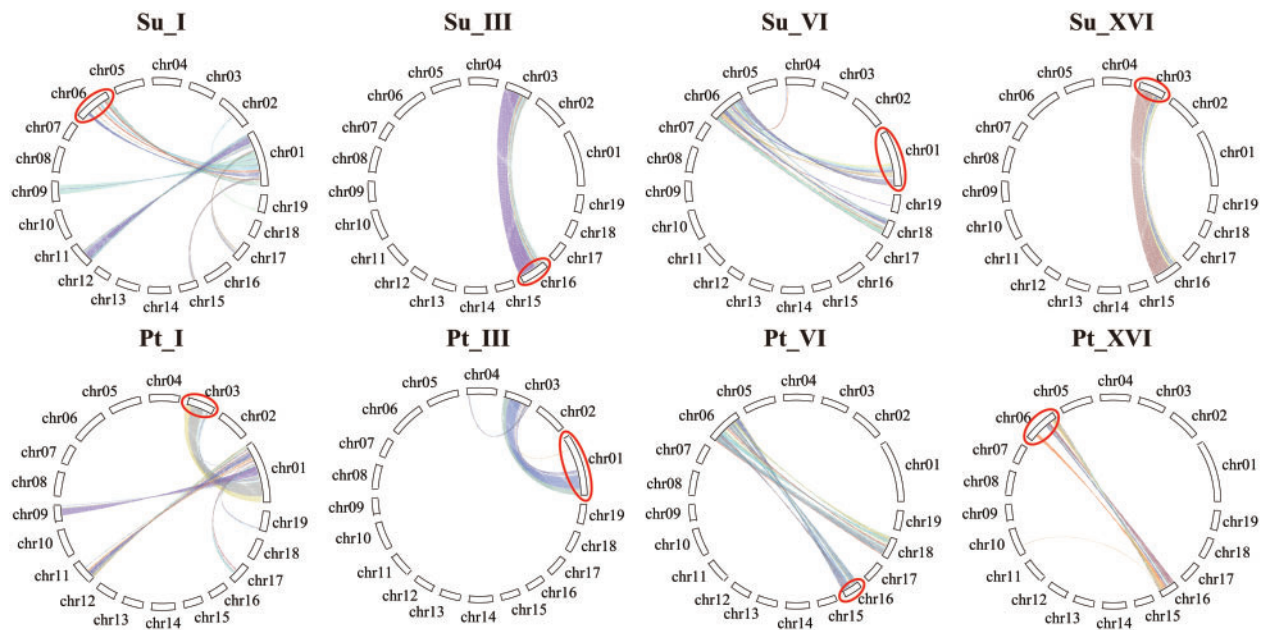 Su_I
chr01
chr02
chr03
chr04
chr05
chr06
chr07
chr08
chr09
chr10
chr11
chr12
chr13
chr14
chr15
chr16
chr17
chr18
chr19
Su_III
chr01
chr02
chr03
chr04
chr05
chr06
chr07
chr08
chr09
chr10
chr11
chr12
chr13
chr14
chr15
chr16
chr17
chr18
chr19
Su_VI
chr01
chr02
chr03
chr04
chr05
chr06
chr07
chr08
chr09
chr10
chr11
chr12
chr13
chr14
chr15
chr16
chr17
chr18
chr19
Su_XVI
chr01
chr02
chr03
chr04
chr05
chr06
chr07
chr08
chr09
chr10
chr11
chr12
chr13
chr14
chr15
chr16
chr17
chr18
chr19
Pt_I
chr01
chr02
chr03
chr04
chr05
chr06
chr07
chr08
chr09
chr10
chr11
chr12
chr13
chr14
chr15
chr16
chr17
chr18
chr19
Pt_III
chr01
chr02
chr03
chr04
chr05
chr06
chr07
chr08
chr09
chr10
chr11
chr12
chr13
chr14
chr15
chr16
chr17
chr18
chr19
Pt_VI
chr01
chr02
chr03
chr04
chr05
chr06
chr07
chr08
chr09
chr10
chr11
chr12
chr13
chr14
chr15
chr16
chr17
chr18
chr19
Pt_XVI
chr01
chr02
chr03
chr04
chr05
chr06
chr07
chr08
chr09
chr10
chr11
chr12
chr13
chr14
chr15
chr16
chr17
chr18
chr19